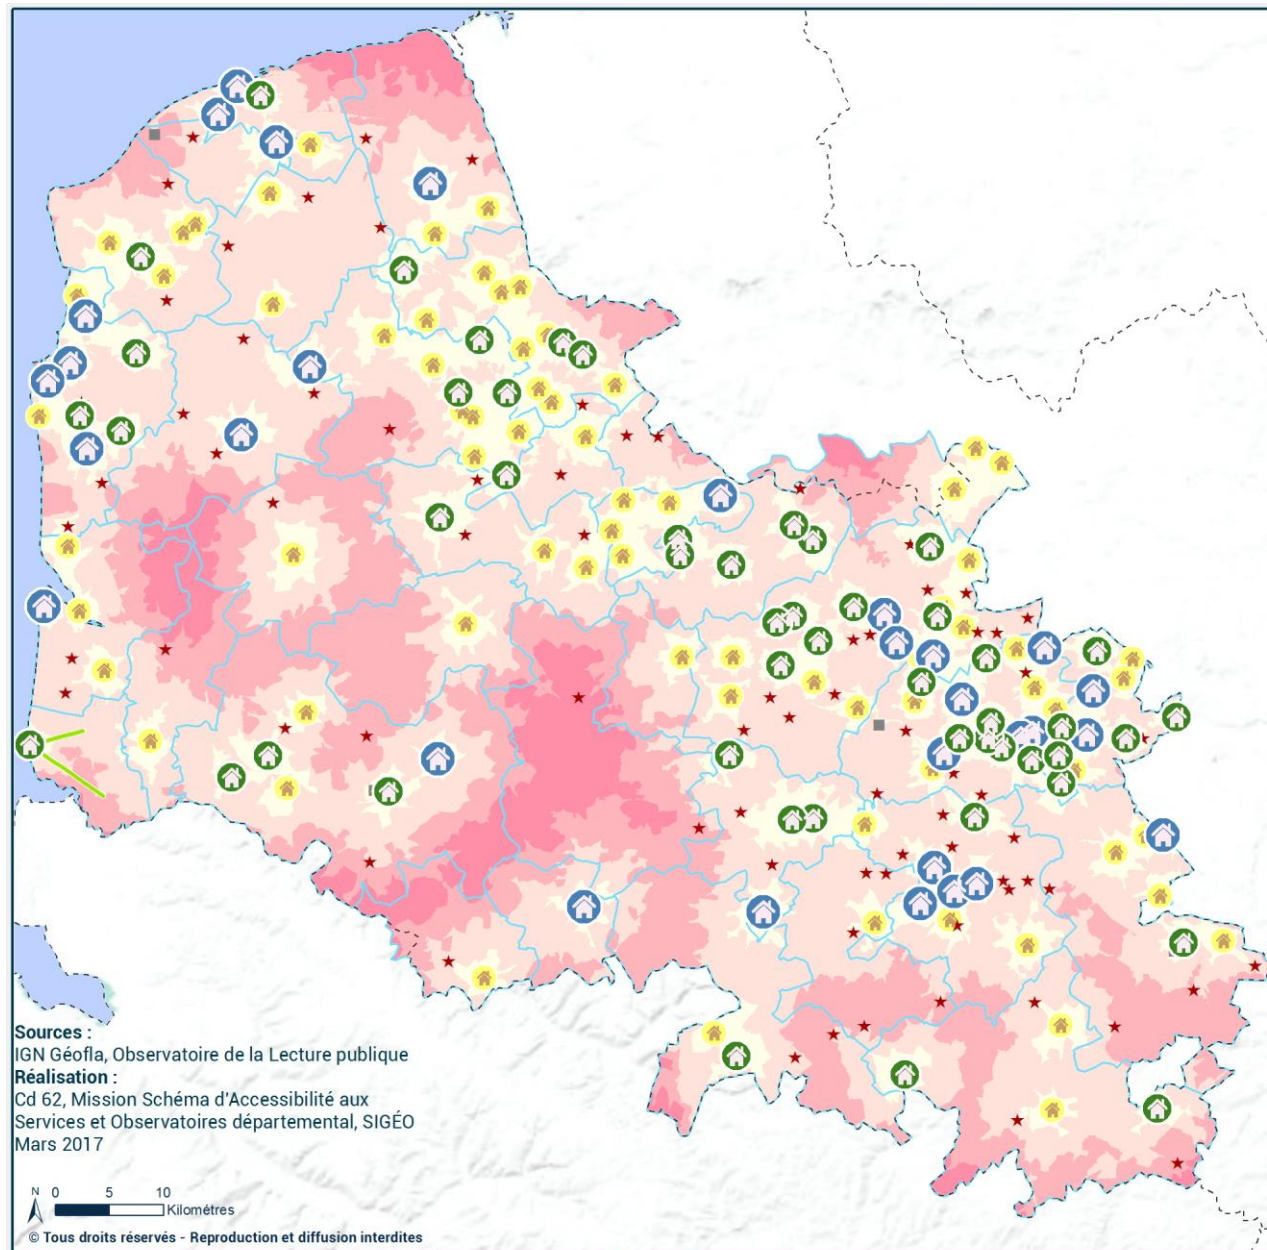 Sources :
IGN Géofla, Observatoire de la Lecture publique
Réalisation :
Cd 62, Mission Schéma d'Accessibilité aux
Services et Observatoires départemental, SIGÉO
Mars 2017
N 0 5 10
Kilométres
© Tous droits réservés - Reproduction et diffusion interdites